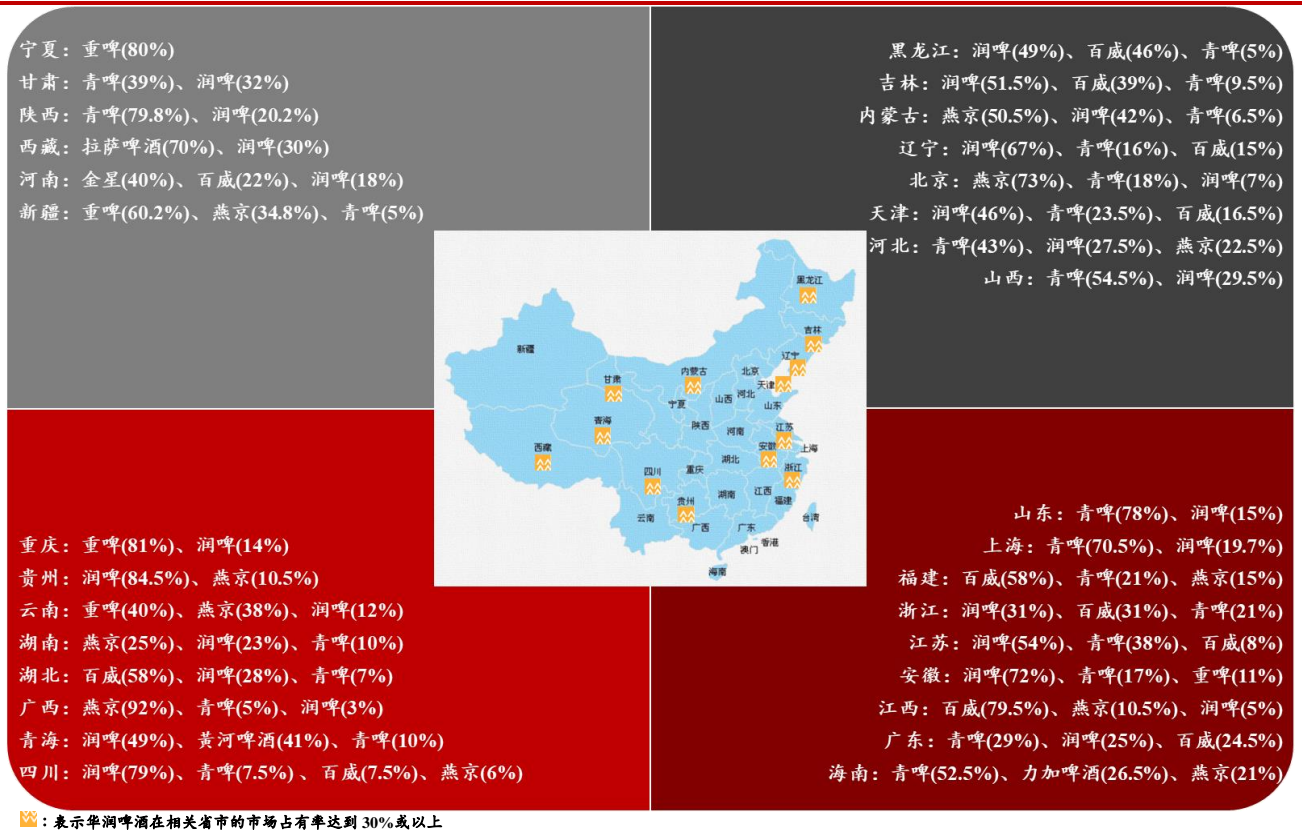 宁夏：重啤(80%)
甘肃：青啤(39%)、润啤(32%)
陕西：青啤(79.8%)、润啤(20.2%)
西藏：拉萨啤酒(70%)、润啤(30%)
河南：金星(40%)、百威(22%)、润啤(18%)
新疆：重啤(60.2%)、燕京(34.8%)、青啤(5%)
黑龙江：润啤(49%)、百威(46%)、青啤(5%)
吉林：润啤(51.5%)、百威(39%)、青啤(9.5%)
内蒙古：燕京(50.5%)、润啤(42%)、青啤(6.5%)
辽宁：润啤(67%)、青啤(16%)、百威(15%)
北京：燕京(73%)、青啤(18%)、润啤(7%)
天津：润啤(46%)、青啤(23.5%)、百威(16.5%)
河北：青啤(43%)、润啤(27.5%)、燕京(22.5%)
山西：青啤(54.5%)、润啤(29.5%)
黑龙江
吉林
辽宁
新疆
内蒙古
北京
甘肃
天津
河北
山西
宁夏
山东
青海
陕西
河南
江苏
西藏
安徽
上海
四川
重庆
湖北
浙江
贵州
湖南
江西
福建
云南
广西
广东
台湾
香港
澳门
海南
重庆：重啤(81%)、润啤(14%)
贵州：润啤(84.5%)、燕京(10.5%)
云南：重啤(40%)、燕京(38%)、润啤(12%)
湖南：燕京(25%)、润啤(23%)、青啤(10%)
湖北：百威(58%)、润啤(28%)、青啤(7%)
广西：燕京(92%)、青啤(5%)、润啤(3%)
青海：润啤(49%)、黄河啤酒(41%)、青啤(10%)
四川：润啤(79%)、青啤(7.5%)、百威(7.5%)、燕京(6%)
山东：青啤(78%)、润啤(15%)
上海：青啤(70.5%)、润啤(19.7%)
福建：百威(58%)、青啤(21%)、燕京(15%)
浙江：润啤(31%)、百威(31%)、青啤(21%)
江苏：润啤(54%)、青啤(38%)、百威(8%)
安徽：润啤(72%)、青啤(17%)、重啤(11%)
江西：百威(79.5%)、燕京(10.5%)、润啤(5%)
广东：青啤(29%)、润啤(25%)、百威(24.5%)
海南：青啤(52.5%)、力加啤酒(26.5%)、燕京(21%)
：表示华润啤酒在相关省市的市场占有率达到 30%或以上